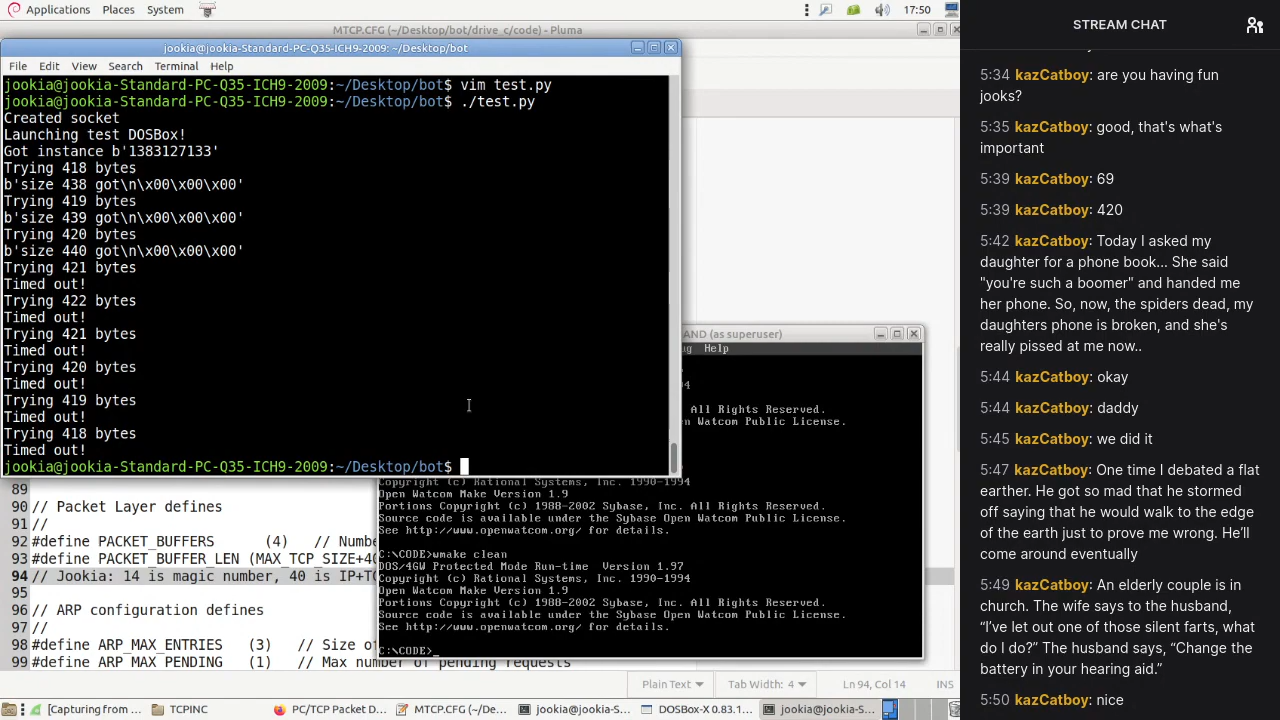 Applications Places System 17:50
MTCP.CFG (~/Desktop/bot/drive_c/code) - Pluma
jookia@jookia-Standard-PC-Q35-ICH9-2009: ~/Desktop/bot
File Edit View Search Terminal Help
jookia@jookia-Standard-PC-Q35-ICH9-2009:~/Desktop/bot$ vim test.py
jookia@jookia-Standard-PC-Q35-ICH9-2009:~/Desktop/bot$ ./test.py
Created socket
Launching test DOSBox!
Got instance b'1383127133'
Trying 418 bytes
b'size 438 got\n\x00\x00\x00'
Trying 419 bytes
b'size 439 got\n\x00\x00\x00'
Trying 420 bytes
b'size 440 got\n\x00\x00\x00'
Trying 421 bytes
Timed out!
Trying 422 bytes
Timed out!
Trying 421 bytes
Timed out!
Trying 420 bytes
Timed out!
Trying 419 bytes
Timed out!
Trying 418 bytes
Timed out!
jookia@jookia-Standard-PC-Q35-ICH9-2009:~/Desktop/bot$
AND (as superuser)
ug Help
94
All Rights Reserved.
en Watcom Public License.
Copyright (c) Rational Systems, Inc. 1990-1994
Open Watcom Make Version 1.9
Portions Copyright (c) 1988-2002 Sybase, Inc. All Rights Reserved.
Source code is available under the Sybase Open Watcom Public License.
See http://www.openwatcom.org/ for details.
C:\CODE>wmake clean
DOS/4GW Protected Mode Run-time Version 1.97
Copyright (c) Rational Systems, Inc. 1990-1994
Open Watcom Make Version 1.9
Portions Copyright (c) 1988-2002 Sybase, Inc. All Rights Reserved.
Source code is available under the Sybase Open Watcom Public License.
See http://www.openwatcom.org/ for details.
C:\CODE>_
89
90 // Packet Layer defines
91 //
92 #define PACKET_BUFFERS (4) // Numbe
93 #define PACKET_BUFFER_LEN (MAX_TCP_SIZE+40
94 // Jookia: 14 is magic number, 40 is IP+TC
95
96 // ARP configuration defines
97 //
98 #define ARP_MAX_ENTRIES (3) // Size of
99 #define ARP_MAX_PENDING (1) // Max number of pending requests
Plain Text Tab Width: 4 Ln 94, Col 14 INS
[Capturing from ... TCPINC PC/TCP Packet D... MTCP.CFG (~/De... jookia@jookia-S... DOSBox-X 0.83.1... jookia@jookia-S...
STREAM CHAT
5:34 kazCatboy: are you having fun
jooks?
5:35 kazCatboy: good, that's what's
important
5:39 kazCatboy: 69
5:39 kazCatboy: 420
5:42 kazCatboy: Today I asked my
daughter for a phone book... She said
"you're such a boomer" and handed me
her phone. So, now, the spiders dead, my
daughters phone is broken, and she's
really pissed at me now..
5:44 kazCatboy: okay
5:44 kazCatboy: daddy
5:45 kazCatboy: we did it
5:47 kazCatboy: One time I debated a flat
earther. He got so mad that he stormed
off saying that he would walk to the edge
of the earth just to prove me wrong. He'll
come around eventually
5:49 kazCatboy: An elderly couple is in
church. The wife says to the husband,
“I've let out one of those silent farts, what
do I do?” The husband says, “Change the
battery in your hearing aid.”
5:50 kazCatboy: nice